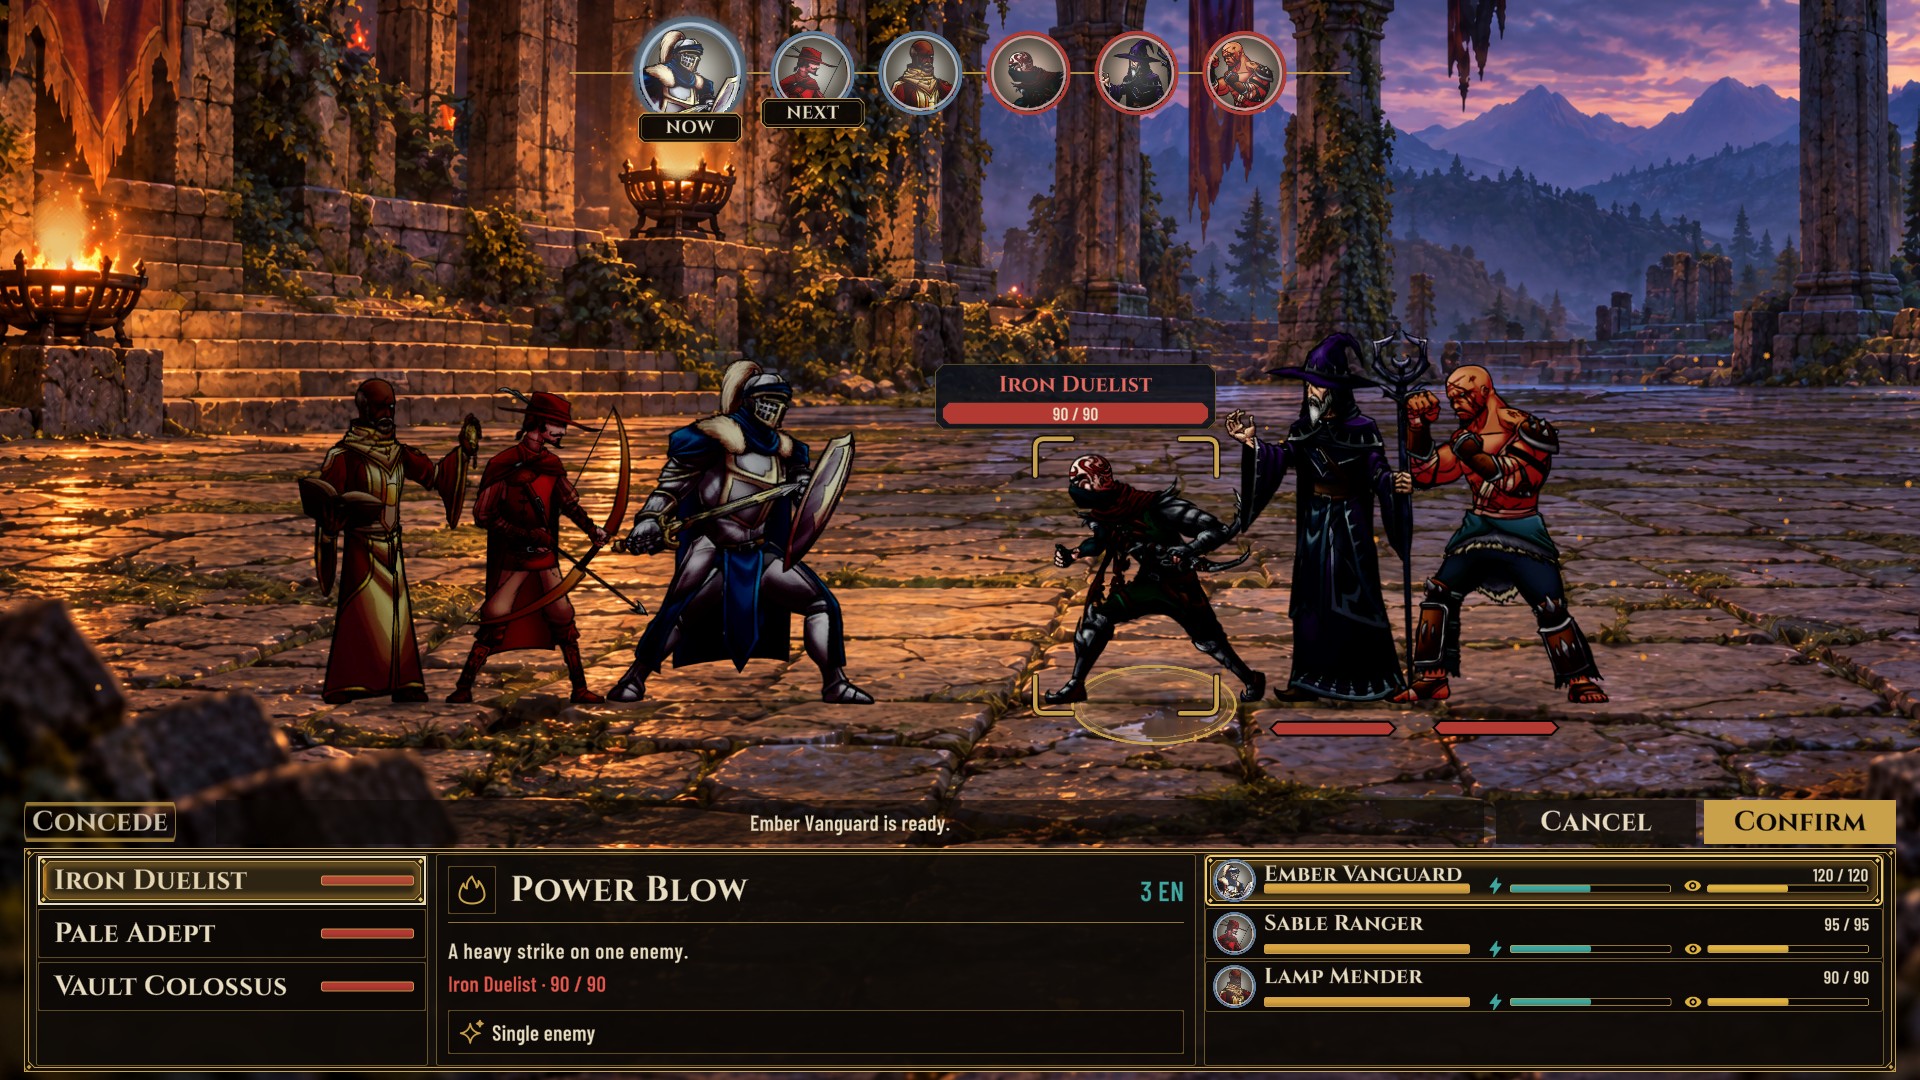 NOW
NEXT
Iron Duelist
90 / 90
Concede
Ember Vanguard is ready.
Cancel
Confirm
Iron Duelist
Pale Adept
Vault Colossus
Power Blow
3 EN
A heavy strike on one enemy.
Iron Duelist · 90 / 90
Single enemy
Ember Vanguard
120 / 120
Sable Ranger
95 / 95
Lamp Mender
90 / 90